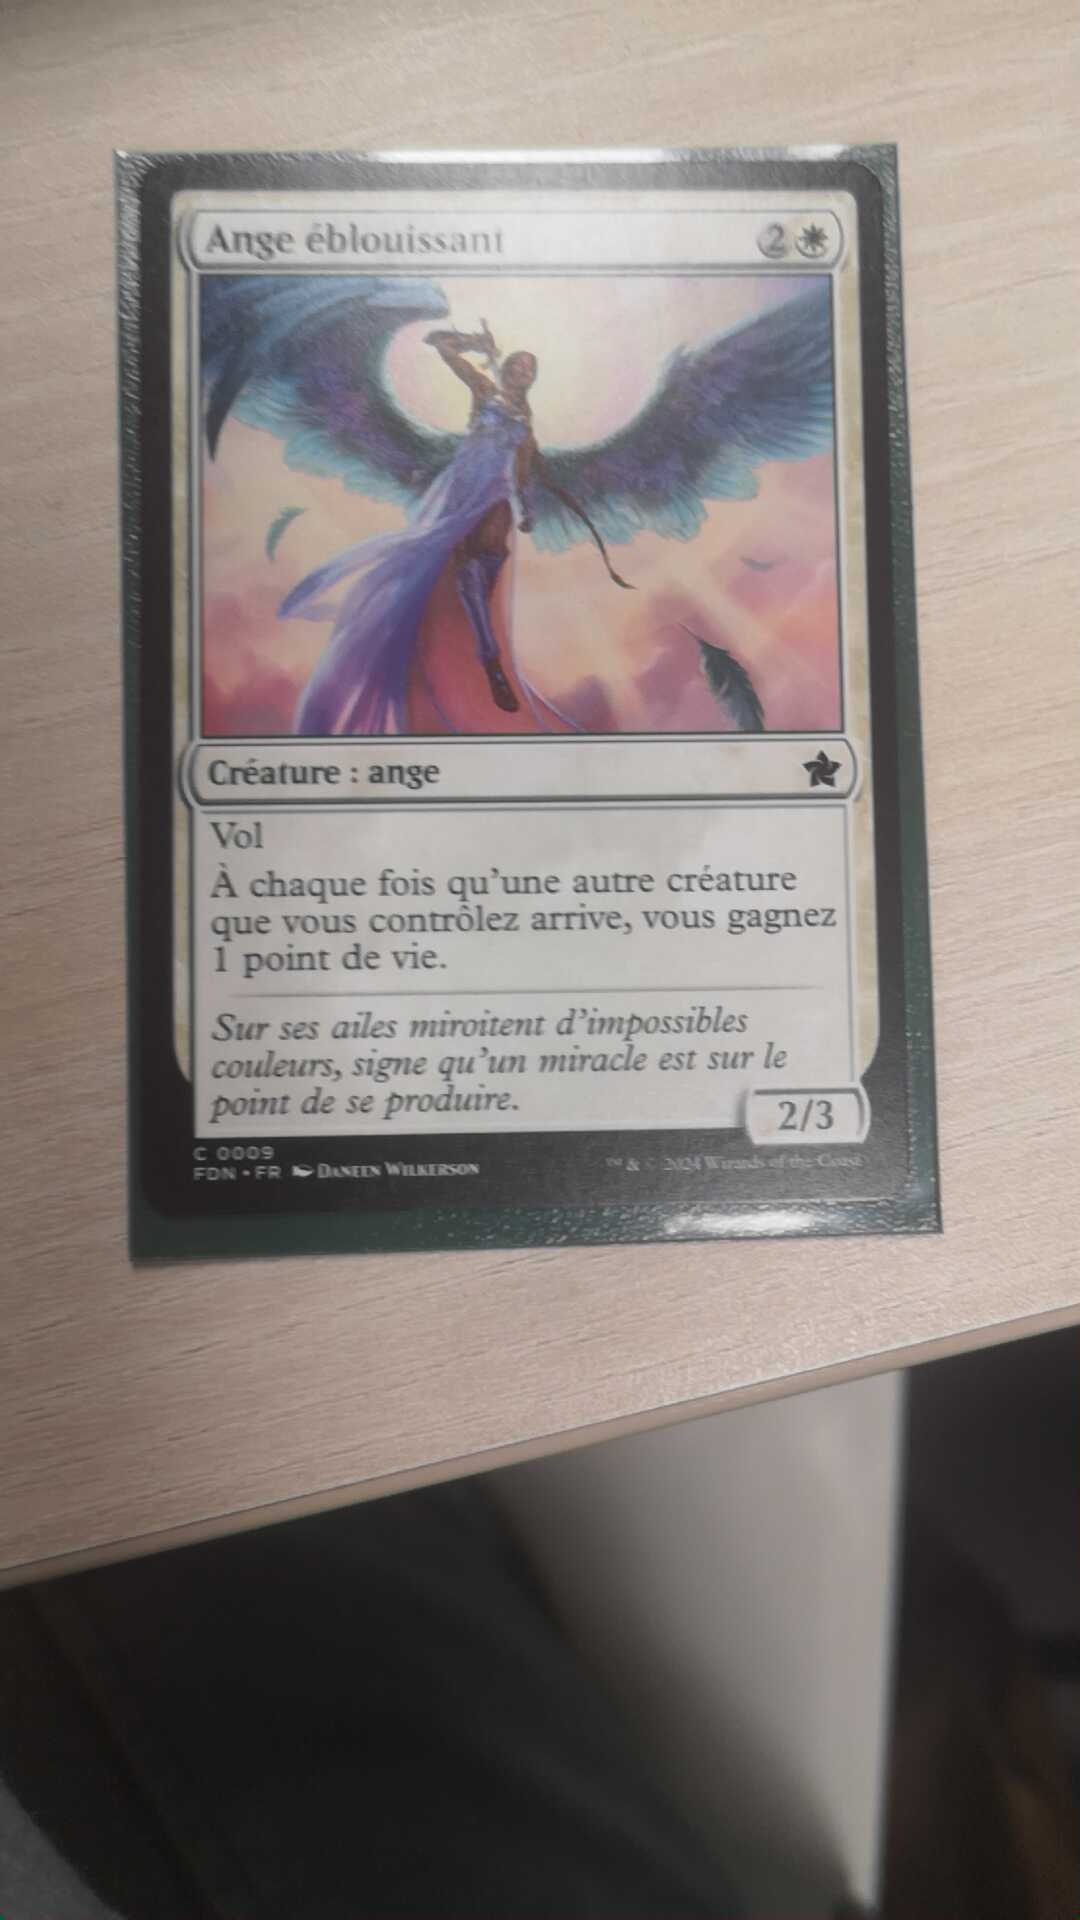 Ange éblouissant 2
Créature : ange
Vol
À chaque fois qu'une autre créature
que vous contrôlez arrive, vous gagnez
1 point de vie.
Sur ses ailes miroitent d'impossibles
couleurs, signe qu'un miracle est sur le
point de se produire.
2/3
C 0009
FDN • FR DANEEN WILKERSON
™ & © 2024 Wizards of the Coast